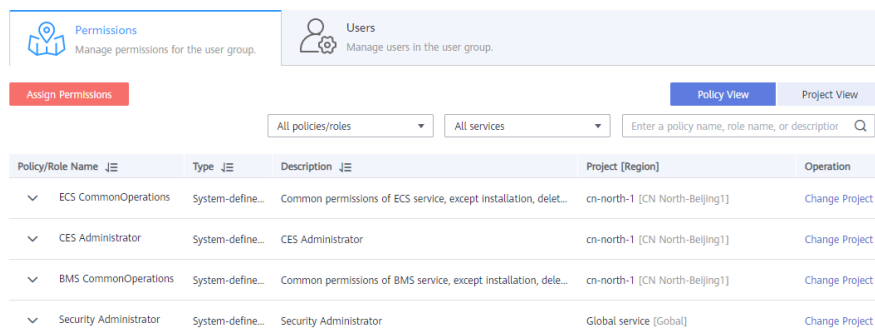 Permissions
Manage permissions for the user group.
Users
Manage users in the user group.
Assign Permissions
Policy View Project View
All policies/roles All services Enter a policy name, role name, or description
Policy/Role Name Type Description Project [Region] Operation
ECS CommonOperations System-define... Common permissions of ECS service, except installation, delet... cn-north-1 [CN North-Beijing1] Change Project
CES Administrator System-define... CES Administrator cn-north-1 [CN North-Beijing1] Change Project
BMS CommonOperations System-define... Common permissions of BMS service, except installation, dele... cn-north-1 [CN North-Beijing1] Change Project
Security Administrator System-define... Security Administrator Global service [Gobal] Change Project